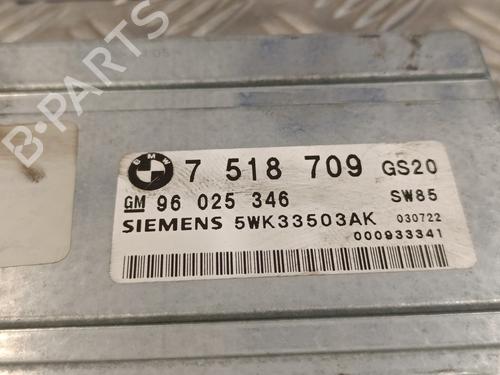 B-PARTS
BMW
7 518 709 GS20
GM 96 025 346 SW85
SIEMENS 5WK33503AK 030722
000933341